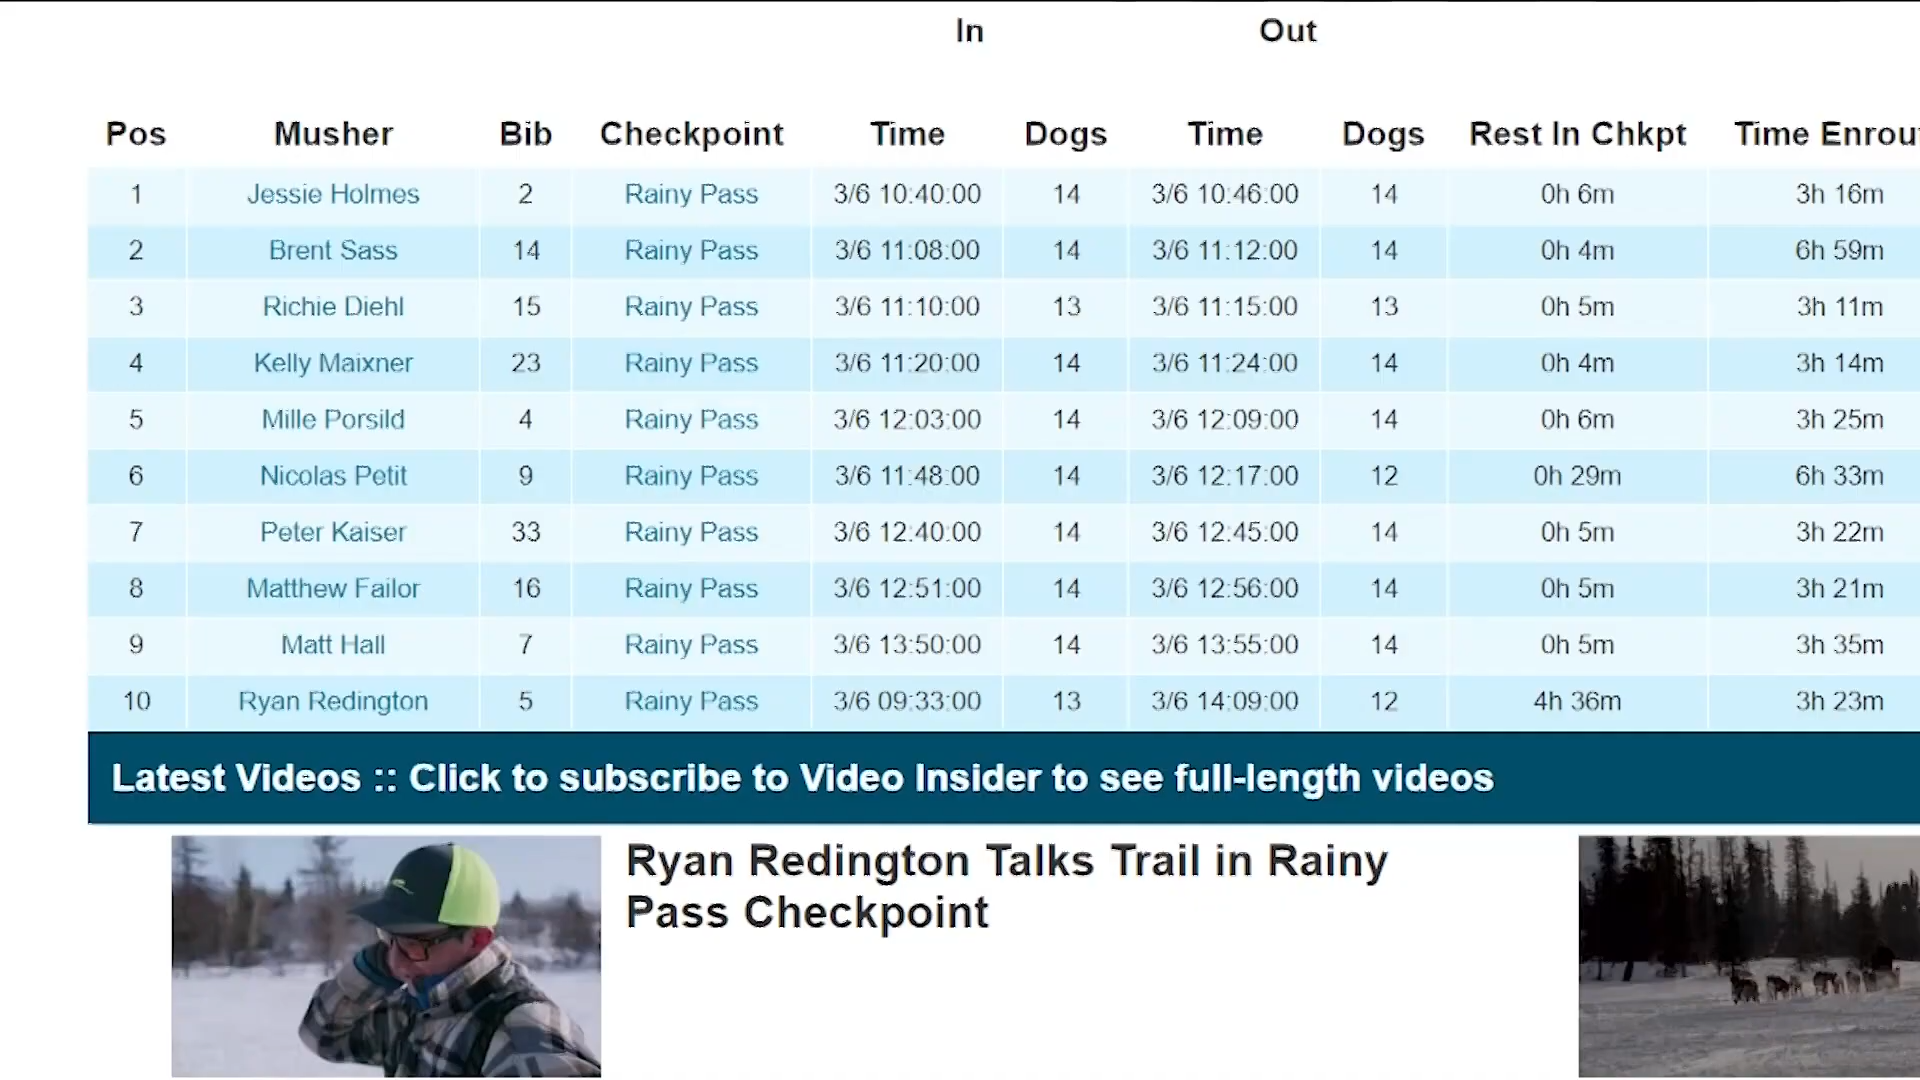 In Out
Pos Musher Bib Checkpoint Time Dogs Time Dogs Rest In Chkpt Time Enrou
1 Jessie Holmes 2 Rainy Pass 3/6 10:40:00 14 3/6 10:46:00 14 0h 6m 3h 16m
2 Brent Sass 14 Rainy Pass 3/6 11:08:00 14 3/6 11:12:00 14 0h 4m 6h 59m
3 Richie Diehl 15 Rainy Pass 3/6 11:10:00 13 3/6 11:15:00 13 0h 5m 3h 11m
4 Kelly Maixner 23 Rainy Pass 3/6 11:20:00 14 3/6 11:24:00 14 0h 4m 3h 14m
5 Mille Porsild 4 Rainy Pass 3/6 12:03:00 14 3/6 12:09:00 14 0h 6m 3h 25m
6 Nicolas Petit 9 Rainy Pass 3/6 11:48:00 14 3/6 12:17:00 12 0h 29m 6h 33m
7 Peter Kaiser 33 Rainy Pass 3/6 12:40:00 14 3/6 12:45:00 14 0h 5m 3h 22m
8 Matthew Failor 16 Rainy Pass 3/6 12:51:00 14 3/6 12:56:00 14 0h 5m 3h 21m
9 Matt Hall 7 Rainy Pass 3/6 13:50:00 14 3/6 13:55:00 14 0h 5m 3h 35m
10 Ryan Redington 5 Rainy Pass 3/6 09:33:00 13 3/6 14:09:00 12 4h 36m 3h 23m
Latest Videos :: Click to subscribe to Video Insider to see full-length videos
Ryan Redington Talks Trail in Rainy
Pass Checkpoint